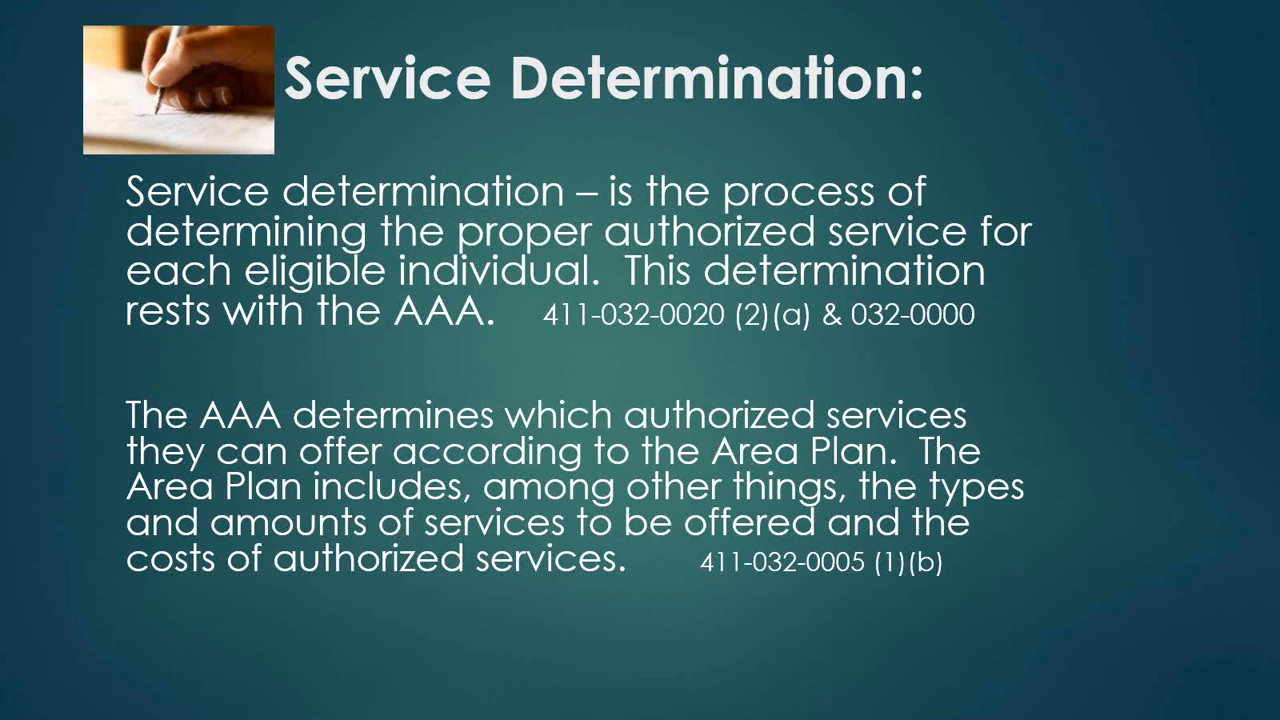 Service Determination:
Service determination – is the process of
determining the proper authorized service for
each eligible individual.  This determination
rests with the AAA.    411-032-0020 (2)(a) & 032-0000
The AAA determines which authorized services
they can offer according to the Area Plan.  The
Area Plan includes, among other things, the types
and amounts of services to be offered and the
costs of authorized services.    411-032-0005 (1)(b)